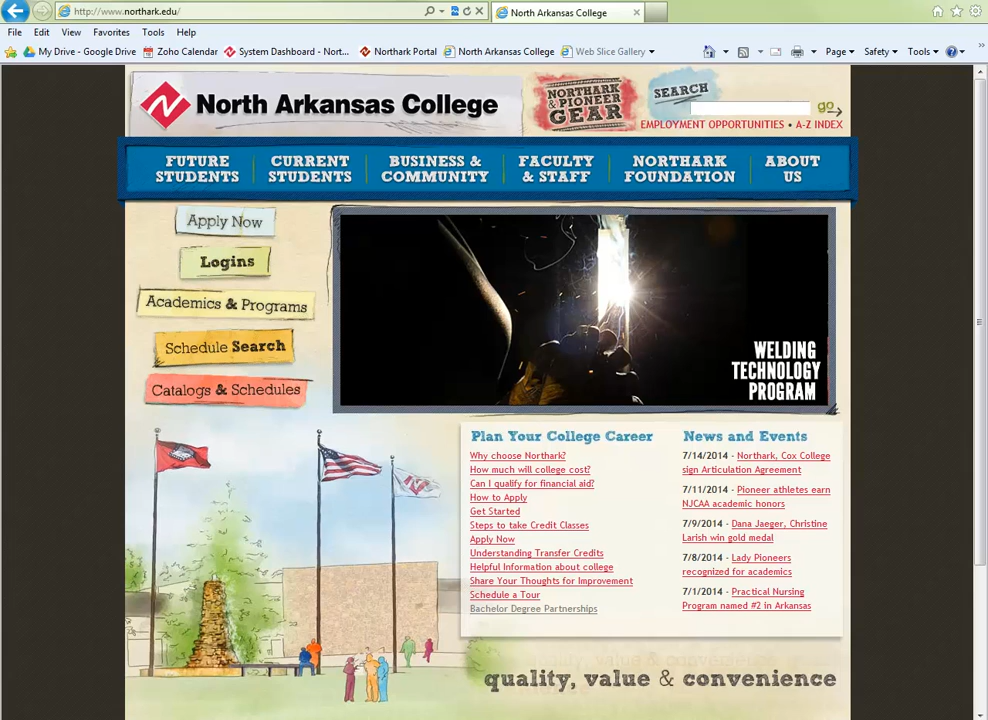 http://www.northark.edu/
North Arkansas College
File Edit View Favorites Tools Help
My Drive - Google Drive Zoho Calendar System Dashboard - Nort... Northark Portal North Arkansas College Web Slice Gallery Page Safety Tools
North Arkansas College
NORTHARK & PIONEER GEAR
SEARCH
go
EMPLOYMENT OPPORTUNITIES • A-Z INDEX
FUTURE STUDENTS
CURRENT STUDENTS
BUSINESS & COMMUNITY
FACULTY & STAFF
NORTHARK FOUNDATION
ABOUT US
Apply Now
Logins
Academics & Programs
Schedule Search
Catalogs & Schedules
WELDING
TECHNOLOGY
PROGRAM
Plan Your College Career
Why choose Northark?
How much will college cost?
Can I qualify for financial aid?
How to Apply
Get Started
Steps to take Credit Classes
Apply Now
Understanding Transfer Credits
Helpful Information about college
Share Your Thoughts for Improvement
Schedule a Tour
Bachelor Degree Partnerships
News and Events
7/14/2014 - Northark, Cox College
sign Articulation Agreement
7/11/2014 - Pioneer athletes earn
NJCAA academic honors
7/9/2014 - Dana Jaeger, Christine
Larish win gold medal
7/8/2014 - Lady Pioneers
recognized for academics
7/1/2014 - Practical Nursing
Program named #2 in Arkansas
quality, value & convenience